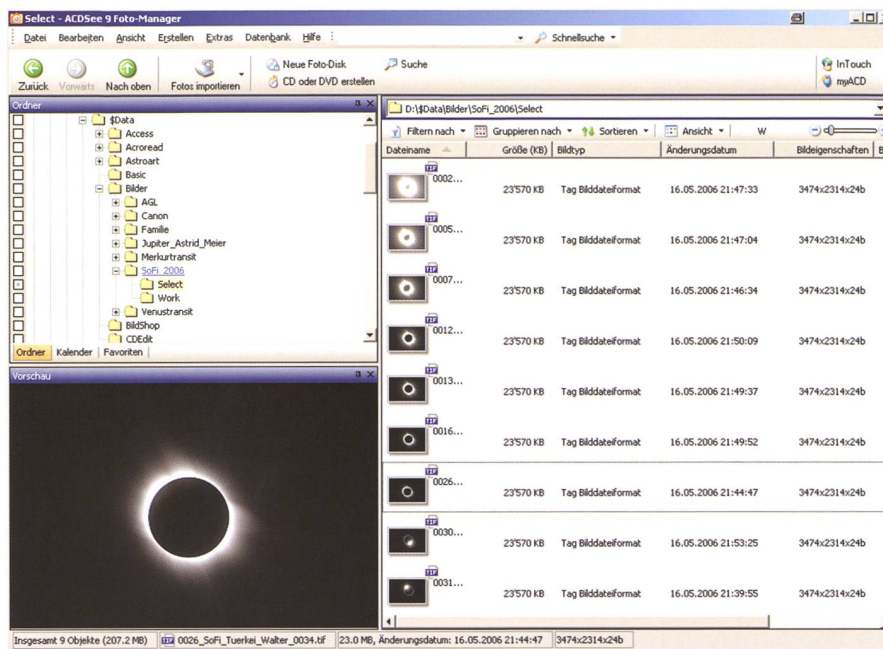 Select - ACDSee 9 Foto-Manager
Datei Bearbeiten Ansicht Erstellen Extras Datenbank Hilfe Schnellsuche
Zurück Vorwärts Nach oben Fotos importieren Neue Foto-Disk Suche InTouch
CD oder DVD erstellen myACD
Ordner
$Data
Access
Acroread
Astroart
Basic
Bilder
AGL
Canon
Familie
Jupiter_Astrid_Meier
Merkurtransit
SoFi_2006
Select
Work
Venustransit
BildShop
CDEdit
Ordner Kalender Favoriten
Vorschau
D:\$Data\Bilder\SoFi_2006\Select
Filtern nach Gruppieren nach Sortieren Ansicht W
Dateiname Größe (KB) Bildtyp Änderungsdatum Bildeigenschaften B
TIF 0002... 23'570 KB Tag Bilddateiformat 16.05.2006 21:47:33 3474x2314x24b
TIF 0005... 23'570 KB Tag Bilddateiformat 16.05.2006 21:47:04 3474x2314x24b
TIF 0007... 23'570 KB Tag Bilddateiformat 16.05.2006 21:46:34 3474x2314x24b
TIF 0012... 23'570 KB Tag Bilddateiformat 16.05.2006 21:50:09 3474x2314x24b
TIF 0013... 23'570 KB Tag Bilddateiformat 16.05.2006 21:49:37 3474x2314x24b
TIF 0016... 23'570 KB Tag Bilddateiformat 16.05.2006 21:49:52 3474x2314x24b
TIF 0026... 23'570 KB Tag Bilddateiformat 16.05.2006 21:44:47 3474x2314x24b
TIF 0030... 23'570 KB Tag Bilddateiformat 16.05.2006 21:53:25 3474x2314x24b
TIF 0031... 23'570 KB Tag Bilddateiformat 16.05.2006 21:39:55 3474x2314x24b
Insgesamt 9 Objekte (207.2 MB) TIF 0026_SoFi_Tuerkei_Walter_0034.tif 23.0 MB, Änderungsdatum: 16.05.2006 21:44:47 3474x2314x24b